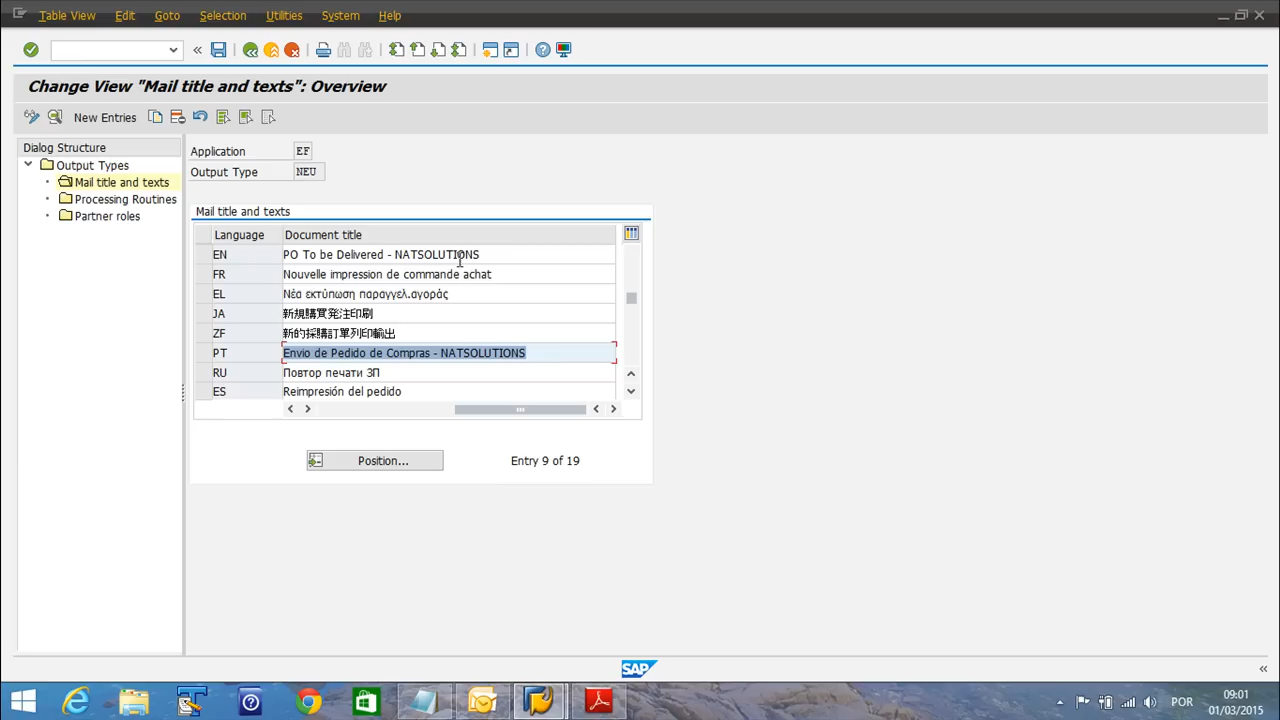 Table View Edit Goto Selection Utilities System Help
Change View "Mail title and texts": Overview
New Entries
Dialog Structure
Output Types
Mail title and texts
Processing Routines
Partner roles
Application EF
Output Type NEU
Mail title and texts
Language Document title
EN PO To be Delivered - NATSOLUTIONS
FR Nouvelle impression de commande achat
EL Νέα εκτύπωση παραγγελ.αγοράς
JA 新規購買発注印刷
ZF 新的採購訂單列印輸出
PT Envio de Pedido de Compras - NATSOLUTIONS
RU Повтор печати ЗП
ES Reimpresión del pedido
Position... Entry 9 of 19
SAP
POR
09:01
01/03/2015